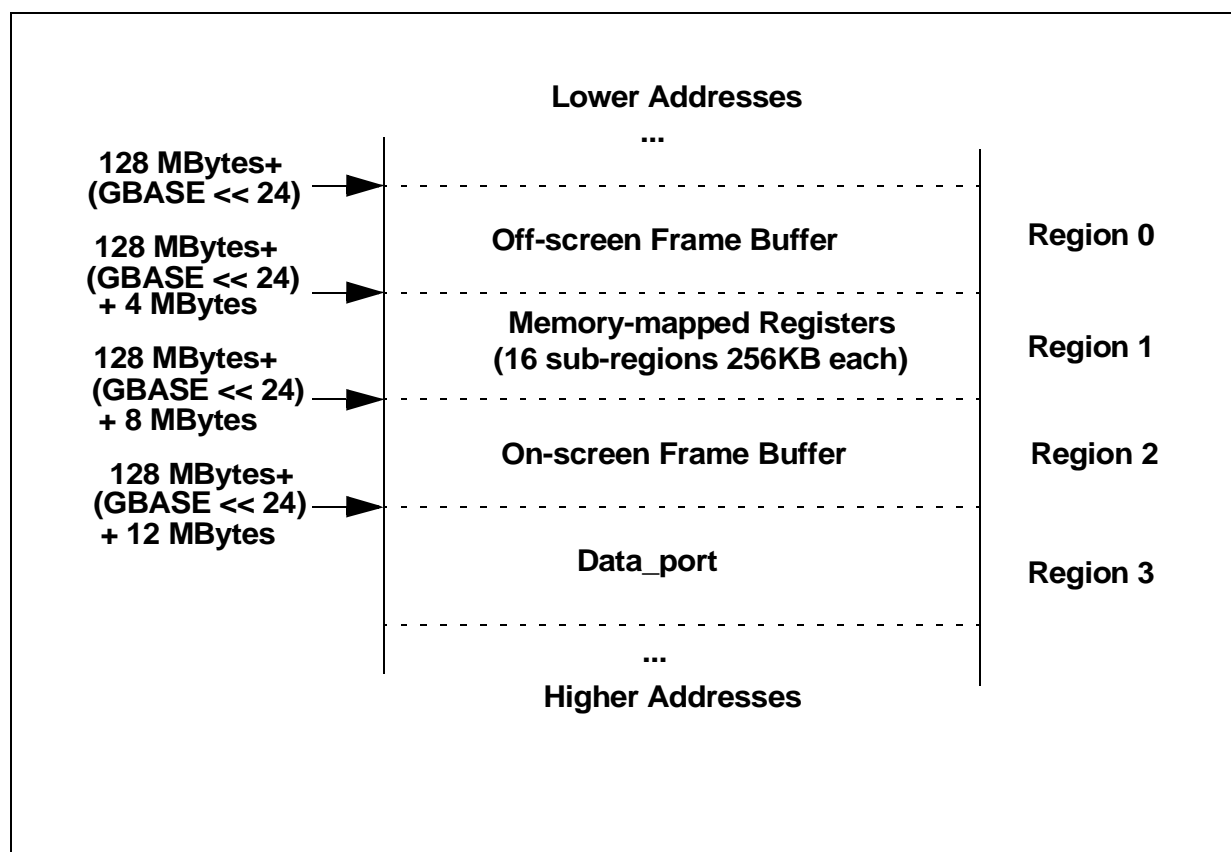 Lower Addresses
...
128 MBytes+
(GBASE << 24)
Off-screen Frame Buffer
Region 0
128 MBytes+
(GBASE << 24)
+ 4 MBytes
Memory-mapped Registers
(16 sub-regions 256KB each)
Region 1
128 MBytes+
(GBASE << 24)
+ 8 MBytes
On-screen Frame Buffer
Region 2
128 MBytes+
(GBASE << 24)
+ 12 MBytes
Data_port
Region 3
...
Higher Addresses